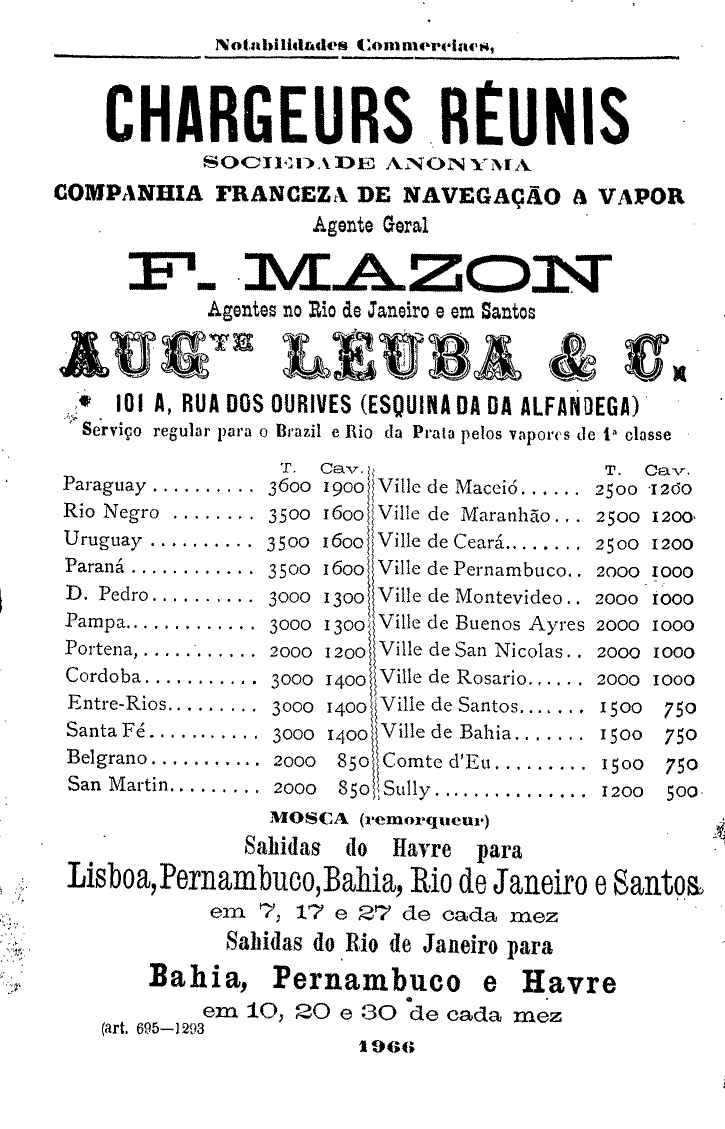 Notabilidades Commerciaes,
CHARGEURS RÉUNIS
SOCIEDADE ANONYMA
COMPANHIA FRANCEZA DE NAVEGAÇÃO A VAPOR
Agente Geral
F. MAZON
Agentes no Rio de Janeiro e em Santos
AUGTE LEUBA & C.
101 A, RUA DOS OURIVES (ESQUINA DA DA ALFANDEGA)
Serviço regular para o Brazil e Rio da Prata pelos vapores de 1ª classe
T. Cav.
Paraguay .......... 3600 1900
Rio Negro ........ 3500 1600
Uruguay .......... 3500 1600
Paraná ............ 3500 1600
D. Pedro.......... 3000 1300
Pampa............. 3000 1300
Portena,........... 2000 1200
Cordoba........... 3000 1400
Entre-Rios......... 3000 1400
Santa Fé........... 3000 1400
Belgrano........... 2000 850
San Martin......... 2000 850
T. Cav.
Ville de Maceió...... 2500 1200
Ville de Maranhão... 2500 1200
Ville de Ceará........ 2500 1200
Ville de Pernambuco.. 2000 1000
Ville de Montevideo.. 2000 1000
Ville de Buenos Ayres 2000 1000
Ville de San Nicolas.. 2000 1000
Ville de Rosario...... 2000 1000
Ville de Santos....... 1500 750
Ville de Bahia....... 1500 750
Comte d'Eu......... 1500 750
Sully............... 1200 500
MOSCA (remorqueur)
Sahidas do Havre para
Lisboa, Pernambuco, Bahia, Rio de Janeiro e Santos
em 7, 17 e 27 de cada mez
Sahidas do Rio de Janeiro para
Bahia, Pernambuco e Havre
em 10, 20 e 30 de cada mez
(art. 695—1293
1966